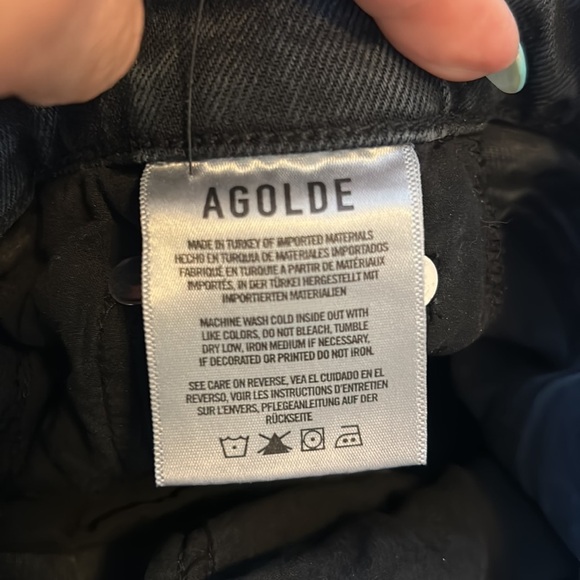 AGOLDE
MADE IN TURKEY OF IMPORTED MATERIALS
HECHO EN TURQUIA DE MATERIALES IMPORTADOS
FABRIQUÉ EN TURQUIE A PARTIR DE MATÉRIAUX
IMPORTÉS, IN DER TÜRKEI HERGESTELLT MIT
IMPORTIERTEN MATERIALIEN
MACHINE WASH COLD INSIDE OUT WITH
LIKE COLORS, DO NOT BLEACH, TUMBLE
DRY LOW, IRON MEDIUM IF NECESSARY,
IF DECORATED OR PRINTED DO NOT IRON.
SEE CARE ON REVERSE, VEA EL CUIDADO EN EL
REVERSO, VOIR LES INSTRUCTIONS D'ENTRETIEN
SUR L'ENVERS, PFLEGEANLEITUNG AUF DER
RÜCKSEITE